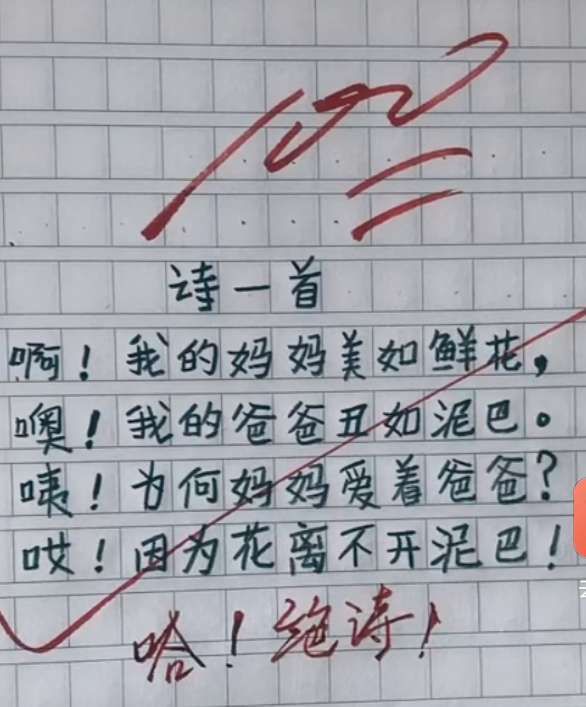 100
诗一首
啊！我的妈妈美如鲜花，
噢！我的爸爸丑如泥巴。
咦！为何妈妈爱着爸爸？
哎！因为花离不开泥巴！
哈！绝诗！